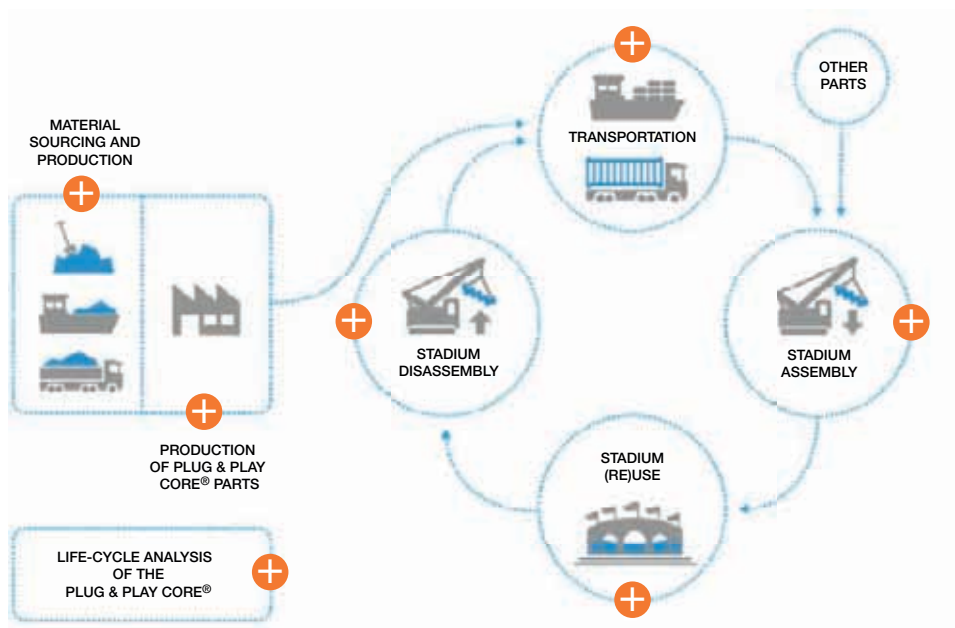 MATERIAL
SOURCING AND
PRODUCTION
PRODUCTION
OF PLUG & PLAY
CORE® PARTS
LIFE-CYCLE ANALYSIS
OF THE
PLUG & PLAY CORE®
TRANSPORTATION
OTHER
PARTS
STADIUM
ASSEMBLY
STADIUM
(RE)USE
STADIUM
DISASSEMBLY